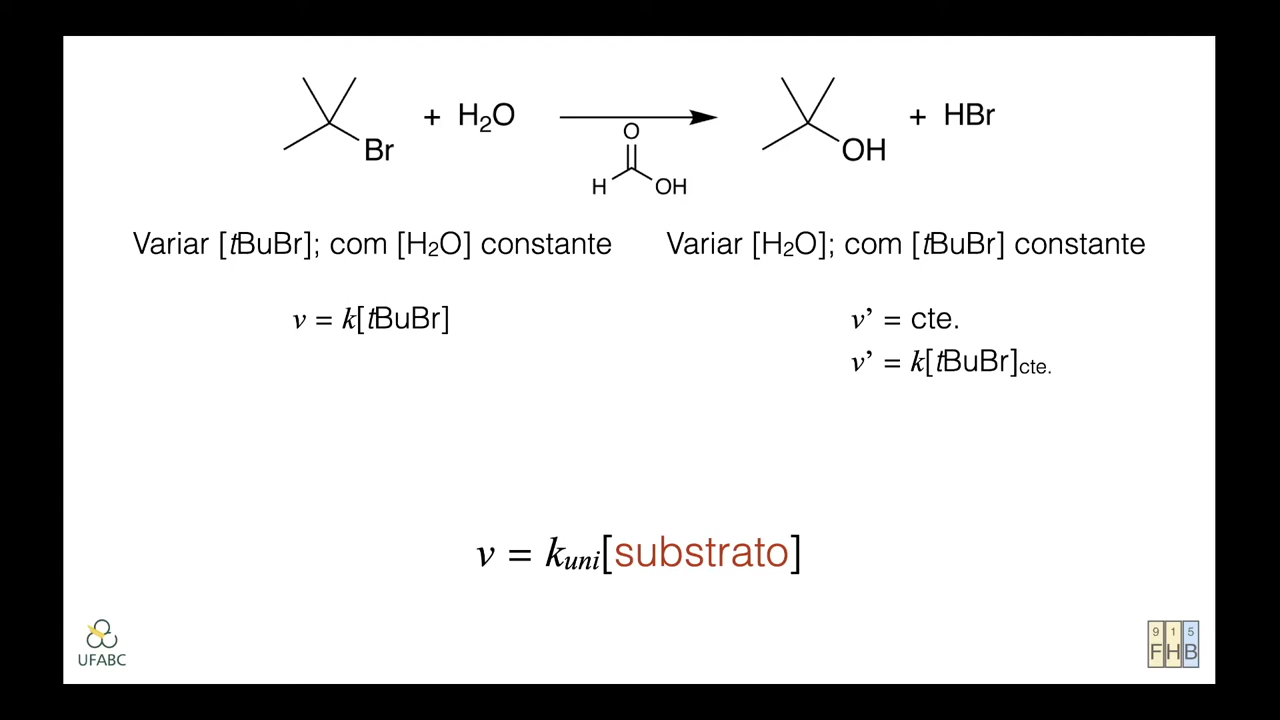 Br + H₂O O H OH OH + HBr
Variar [tBuBr]; com [H₂O] constante
Variar [H₂O]; com [tBuBr] constante
v = k[tBuBr]
v’ = cte.
v’ = k[tBuBr]cte.
v = kuni[substrato]
UFABC
9 1 5
F H B